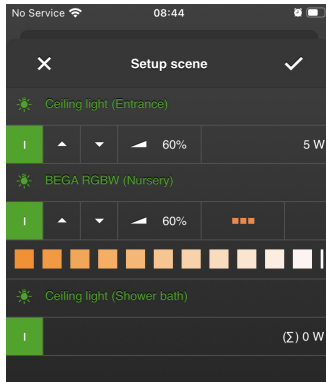 No Service 08:44
Setup scene
Ceiling light (Entrance)
I 60% 5 W
BEGA RGBW (Nursery)
I 60%
Ceiling light (Shower bath)
I (Σ) 0 W